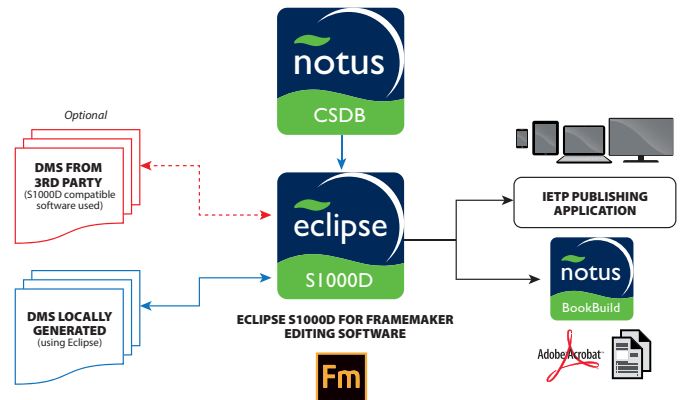 notus
CSDB
Optional
DMS FROM
3RD PARTY
(S1000D compatible
software used)
eclipse
S1000D
IETP PUBLISHING
APPLICATION
notus
BookBuild
DMS LOCALLY
GENERATED
(using Eclipse)
ECLIPSE S1000D FOR FRAMEMAKER
EDITING SOFTWARE
Fm
Adobe Acrobat™